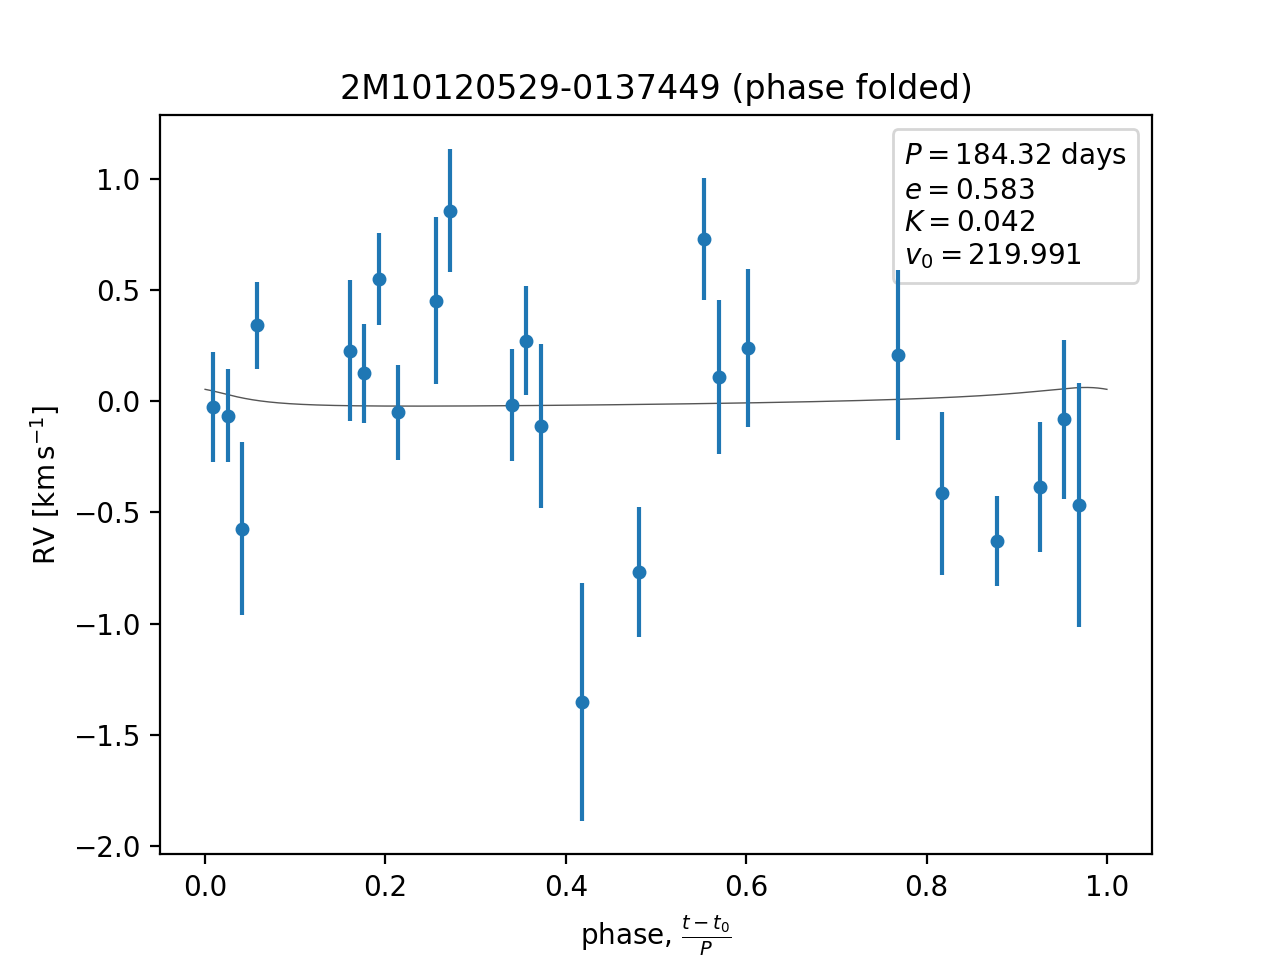 2M10120529-0137449 (phase folded)
P = 184.32 days
e = 0.583
K = 0.042
v₀ = 219.991
RV [km s⁻¹]
1.0
0.5
0.0
−0.5
−1.0
−1.5
−2.0
0.0 0.2 0.4 0.6 0.8 1.0
phase, (t − t₀)/P